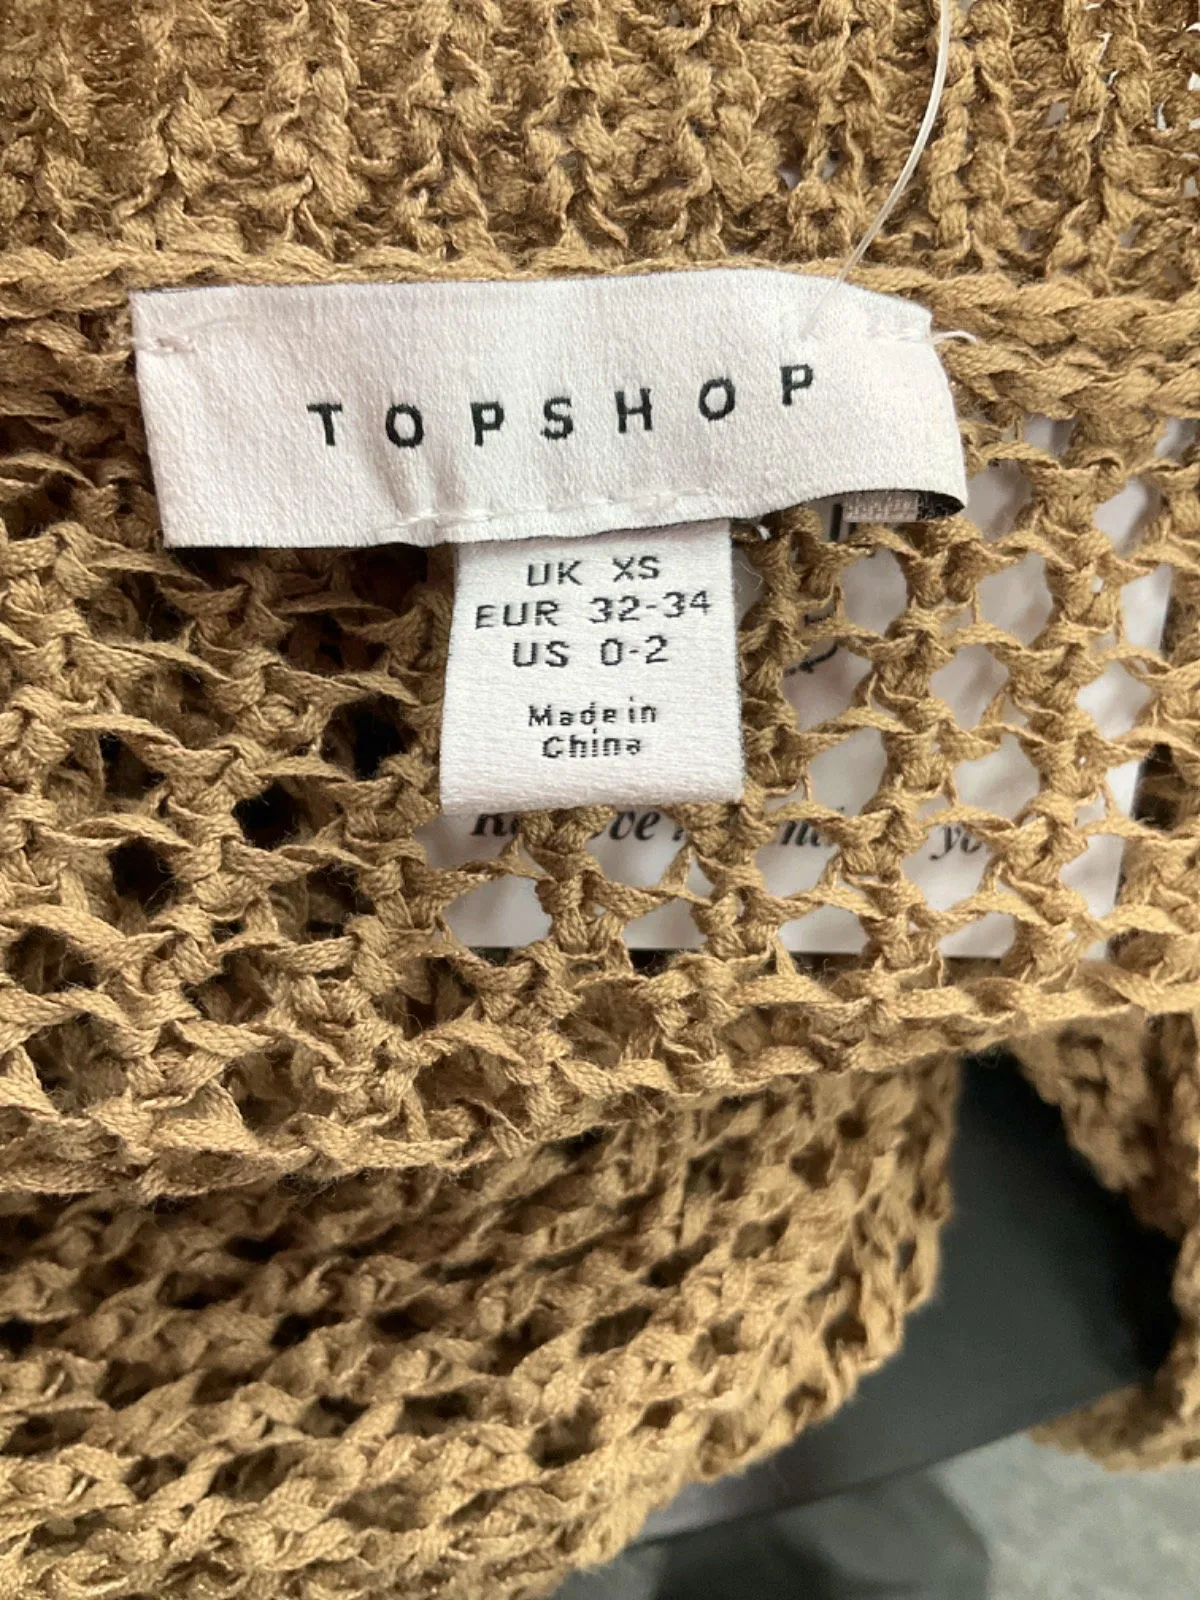 TOPSHOP
UK XS
EUR 32-34
US 0-2
Made in
China